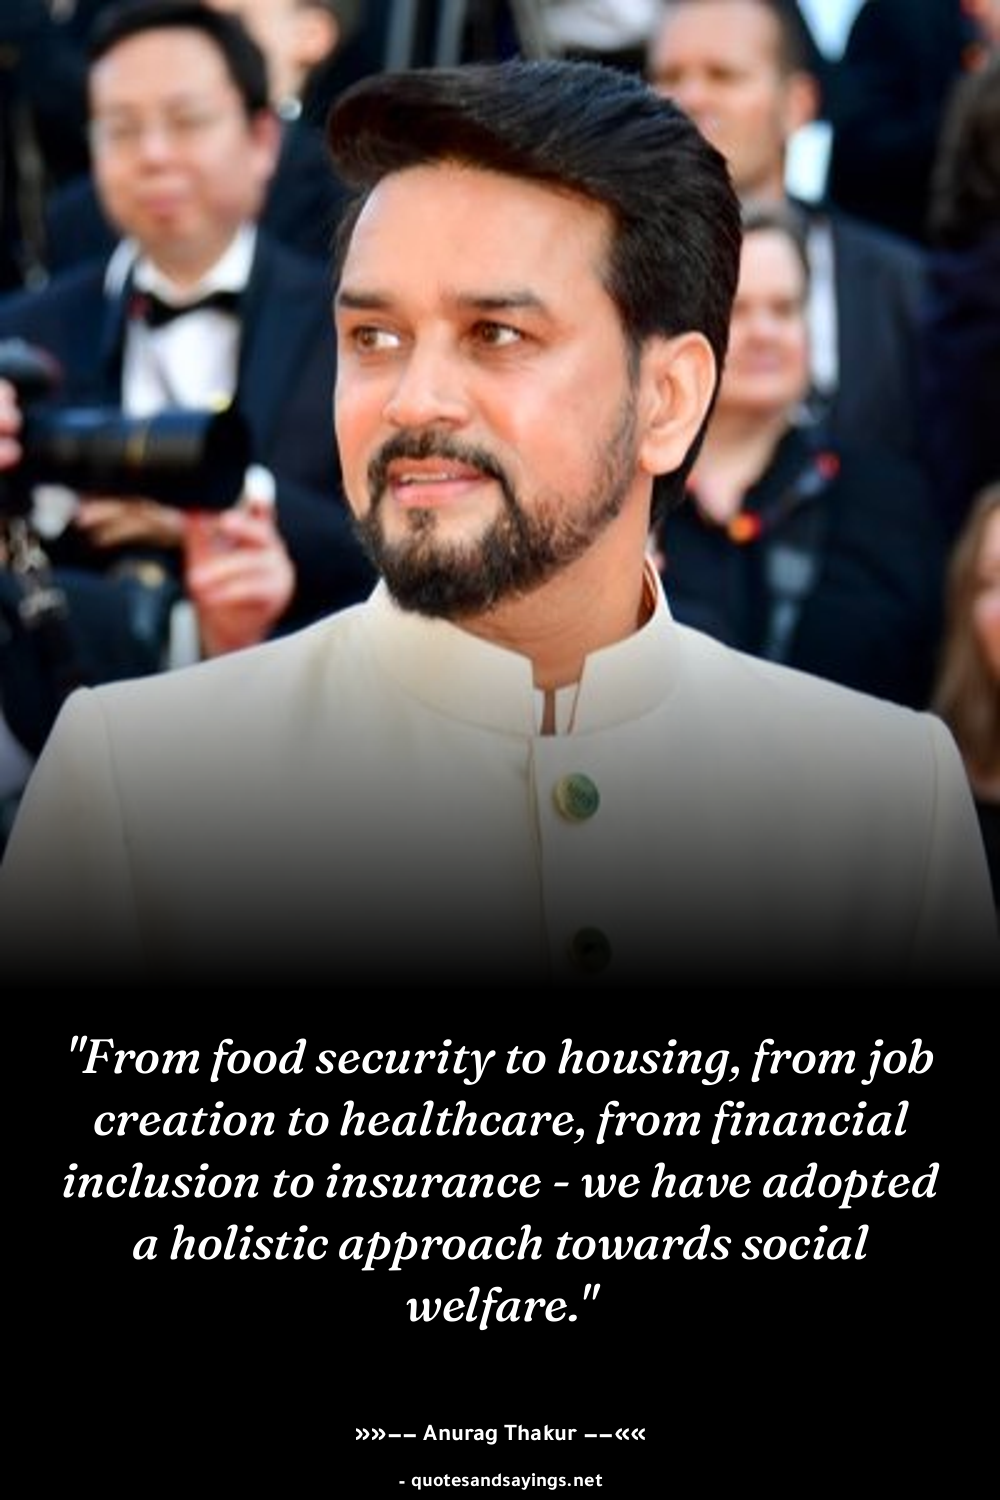 "From food security to housing, from job
creation to healthcare, from financial
inclusion to insurance - we have adopted
a holistic approach towards social
welfare."
»»–– Anurag Thakur ––««
- quotesandsayings.net